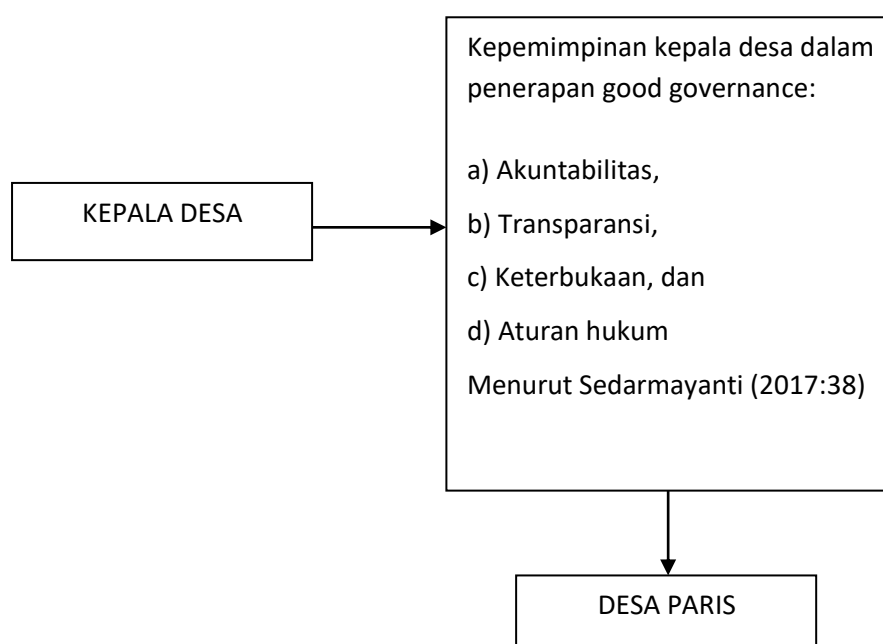 KEPALA DESA
Kepemimpinan kepala desa dalam
penerapan good governance:
a) Akuntabilitas,
b) Transparansi,
c) Keterbukaan, dan
d) Aturan hukum
Menurut Sedarmayanti (2017:38)
DESA PARIS